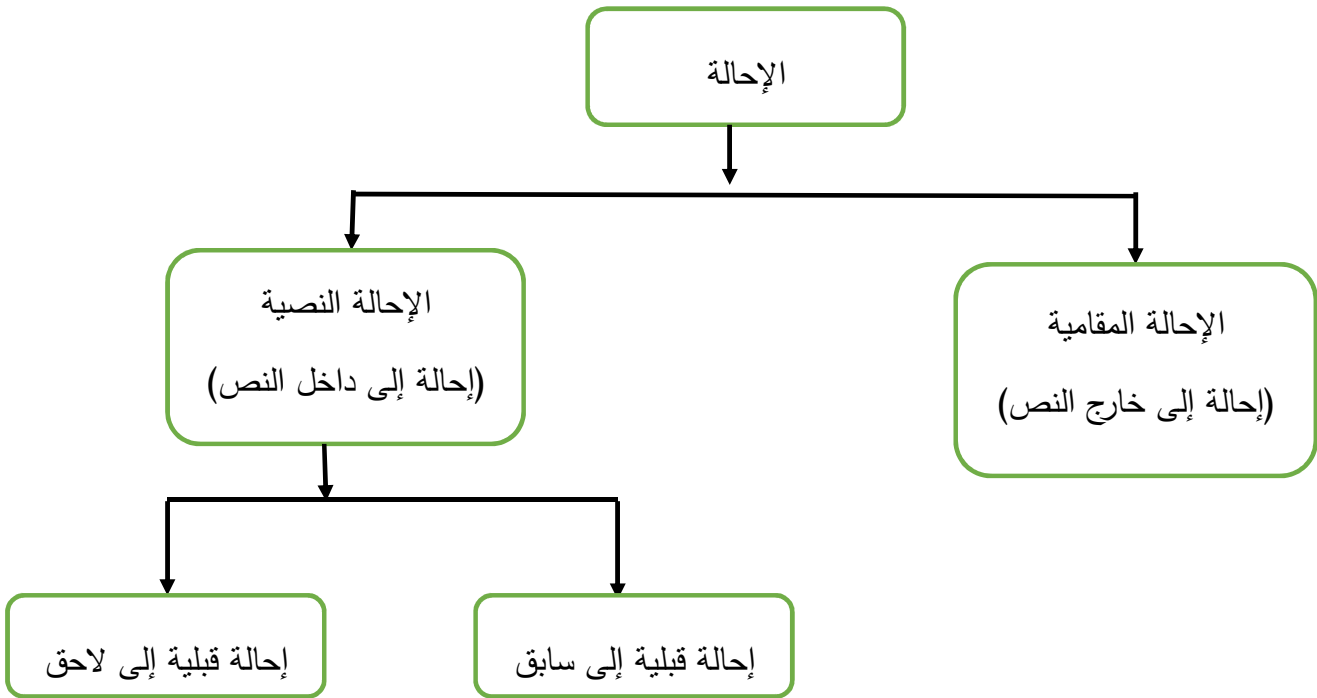 الإحالة
الإحالة المقامية
(إحالة إلى خارج النص)
الإحالة النصية
(إحالة إلى داخل النص)
إحالة قبلية إلى سابق
إحالة قبلية إلى لاحق